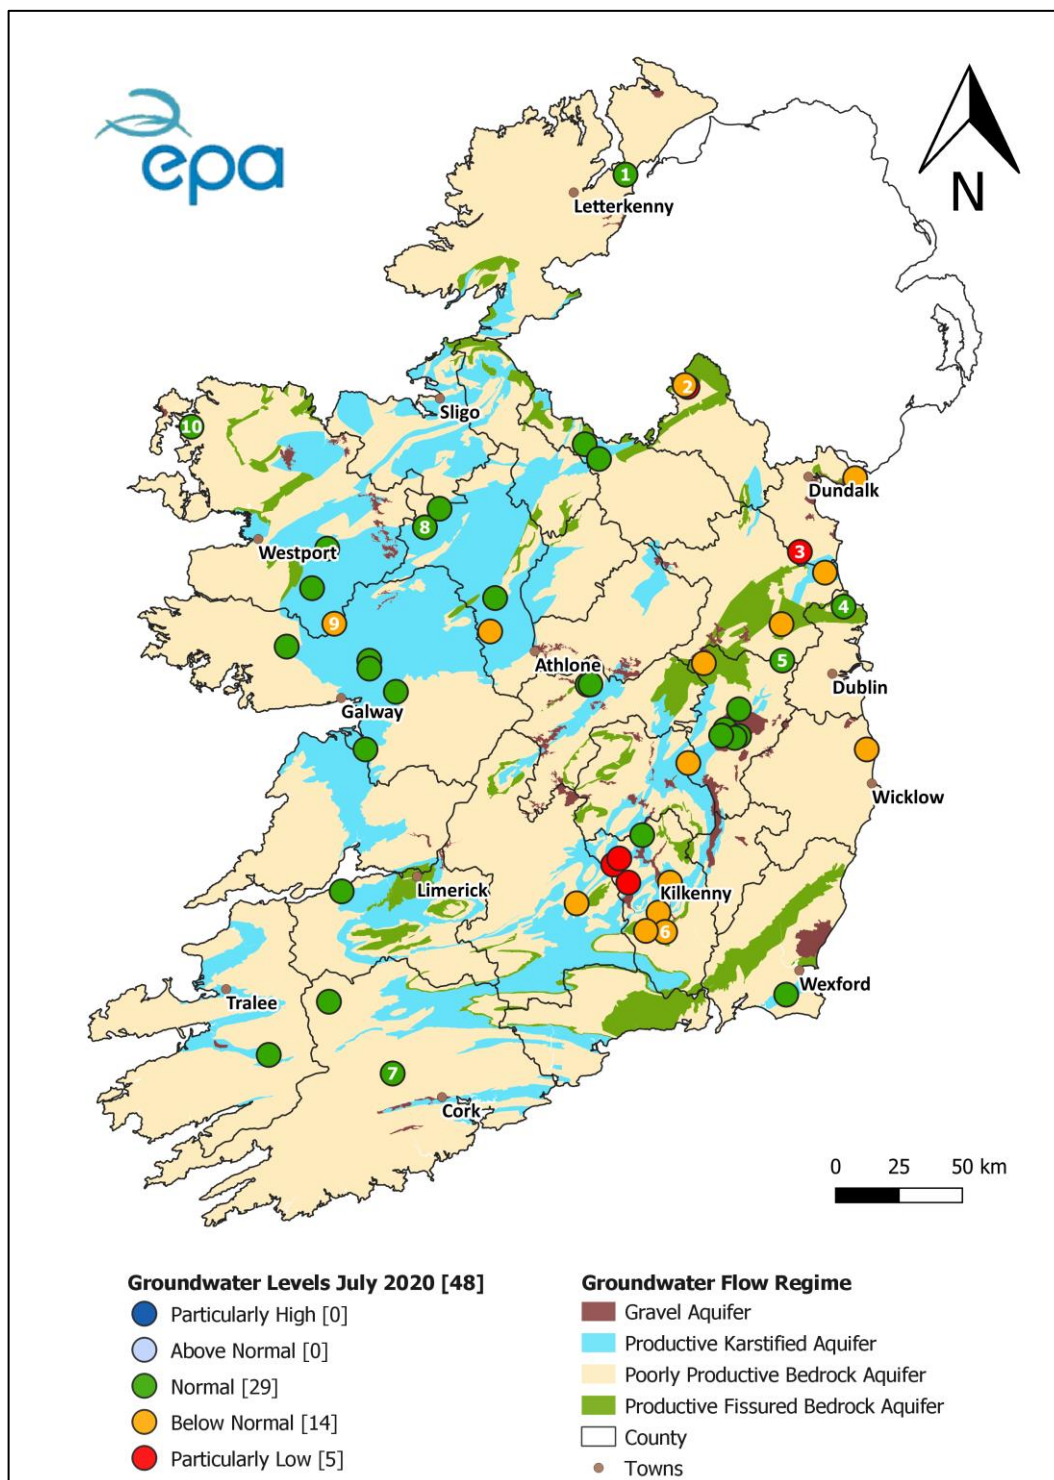 epa
N
1
Letterkenny
2
Sligo
10
Dundalk
8
Westport
3
4
9
5
Athlone
Dublin
Galway
Wicklow
Limerick
Kilkenny
6
Wexford
Tralee
7
Cork
0 25 50 km
Groundwater Levels July 2020 [48]
Particularly High [0]
Above Normal [0]
Normal [29]
Below Normal [14]
Particularly Low [5]
Groundwater Flow Regime
Gravel Aquifer
Productive Karstified Aquifer
Poorly Productive Bedrock Aquifer
Productive Fissured Bedrock Aquifer
County
Towns